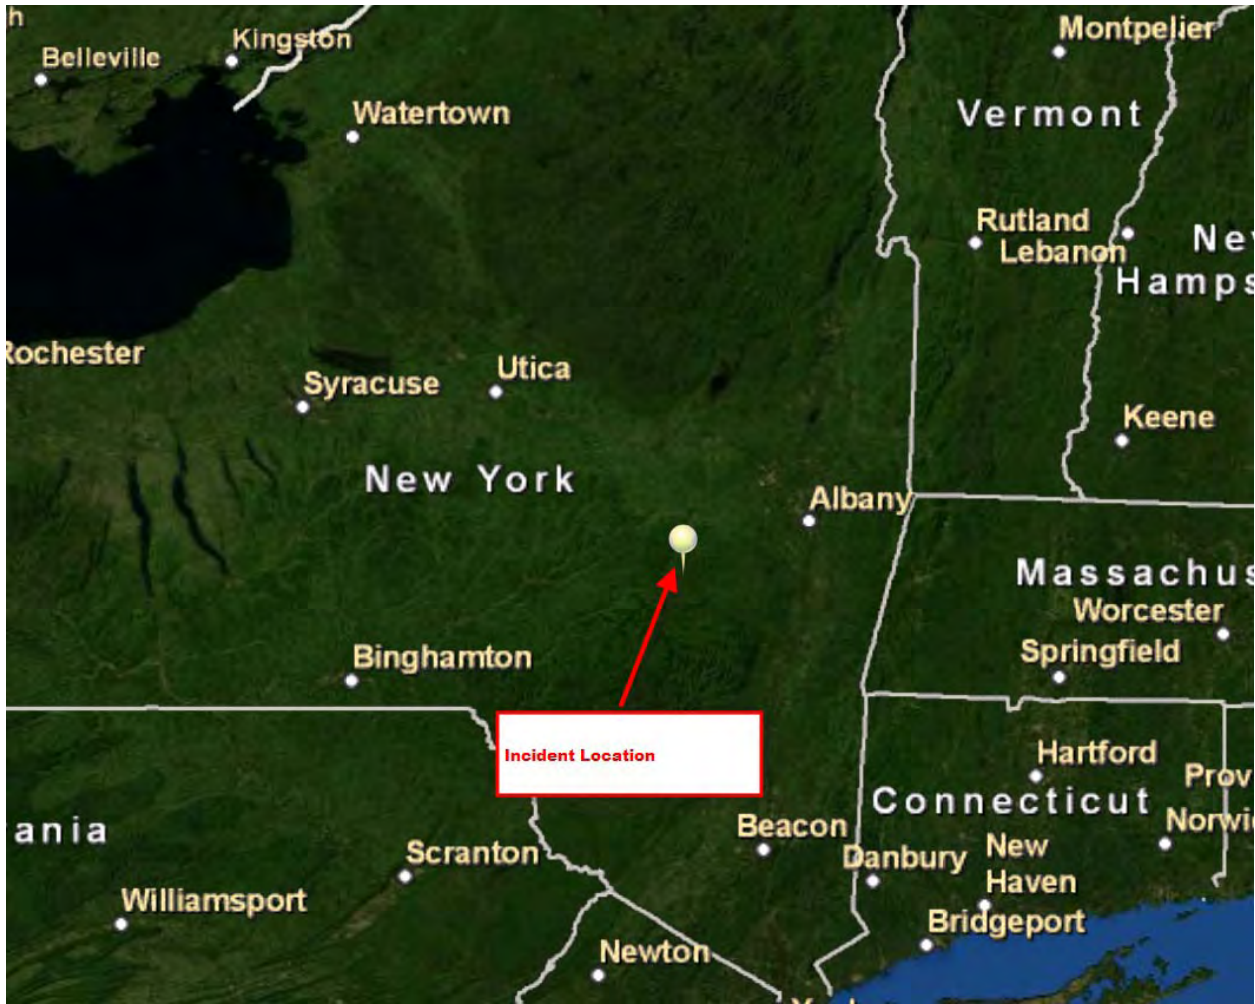 h
Kingston
Montpelier
Belleville
Watertown
Vermont
Rutland
Lebanon
New
Hamps
Rochester
Utica
Syracuse
Keene
New York
Albany
Massachus
Worcester
Binghamton
Springfield
Incident Location
Hartford
Prov
Connecticut
Norwi
ania
Beacon
Scranton
Danbury
New
Haven
Williamsport
Bridgeport
Newton